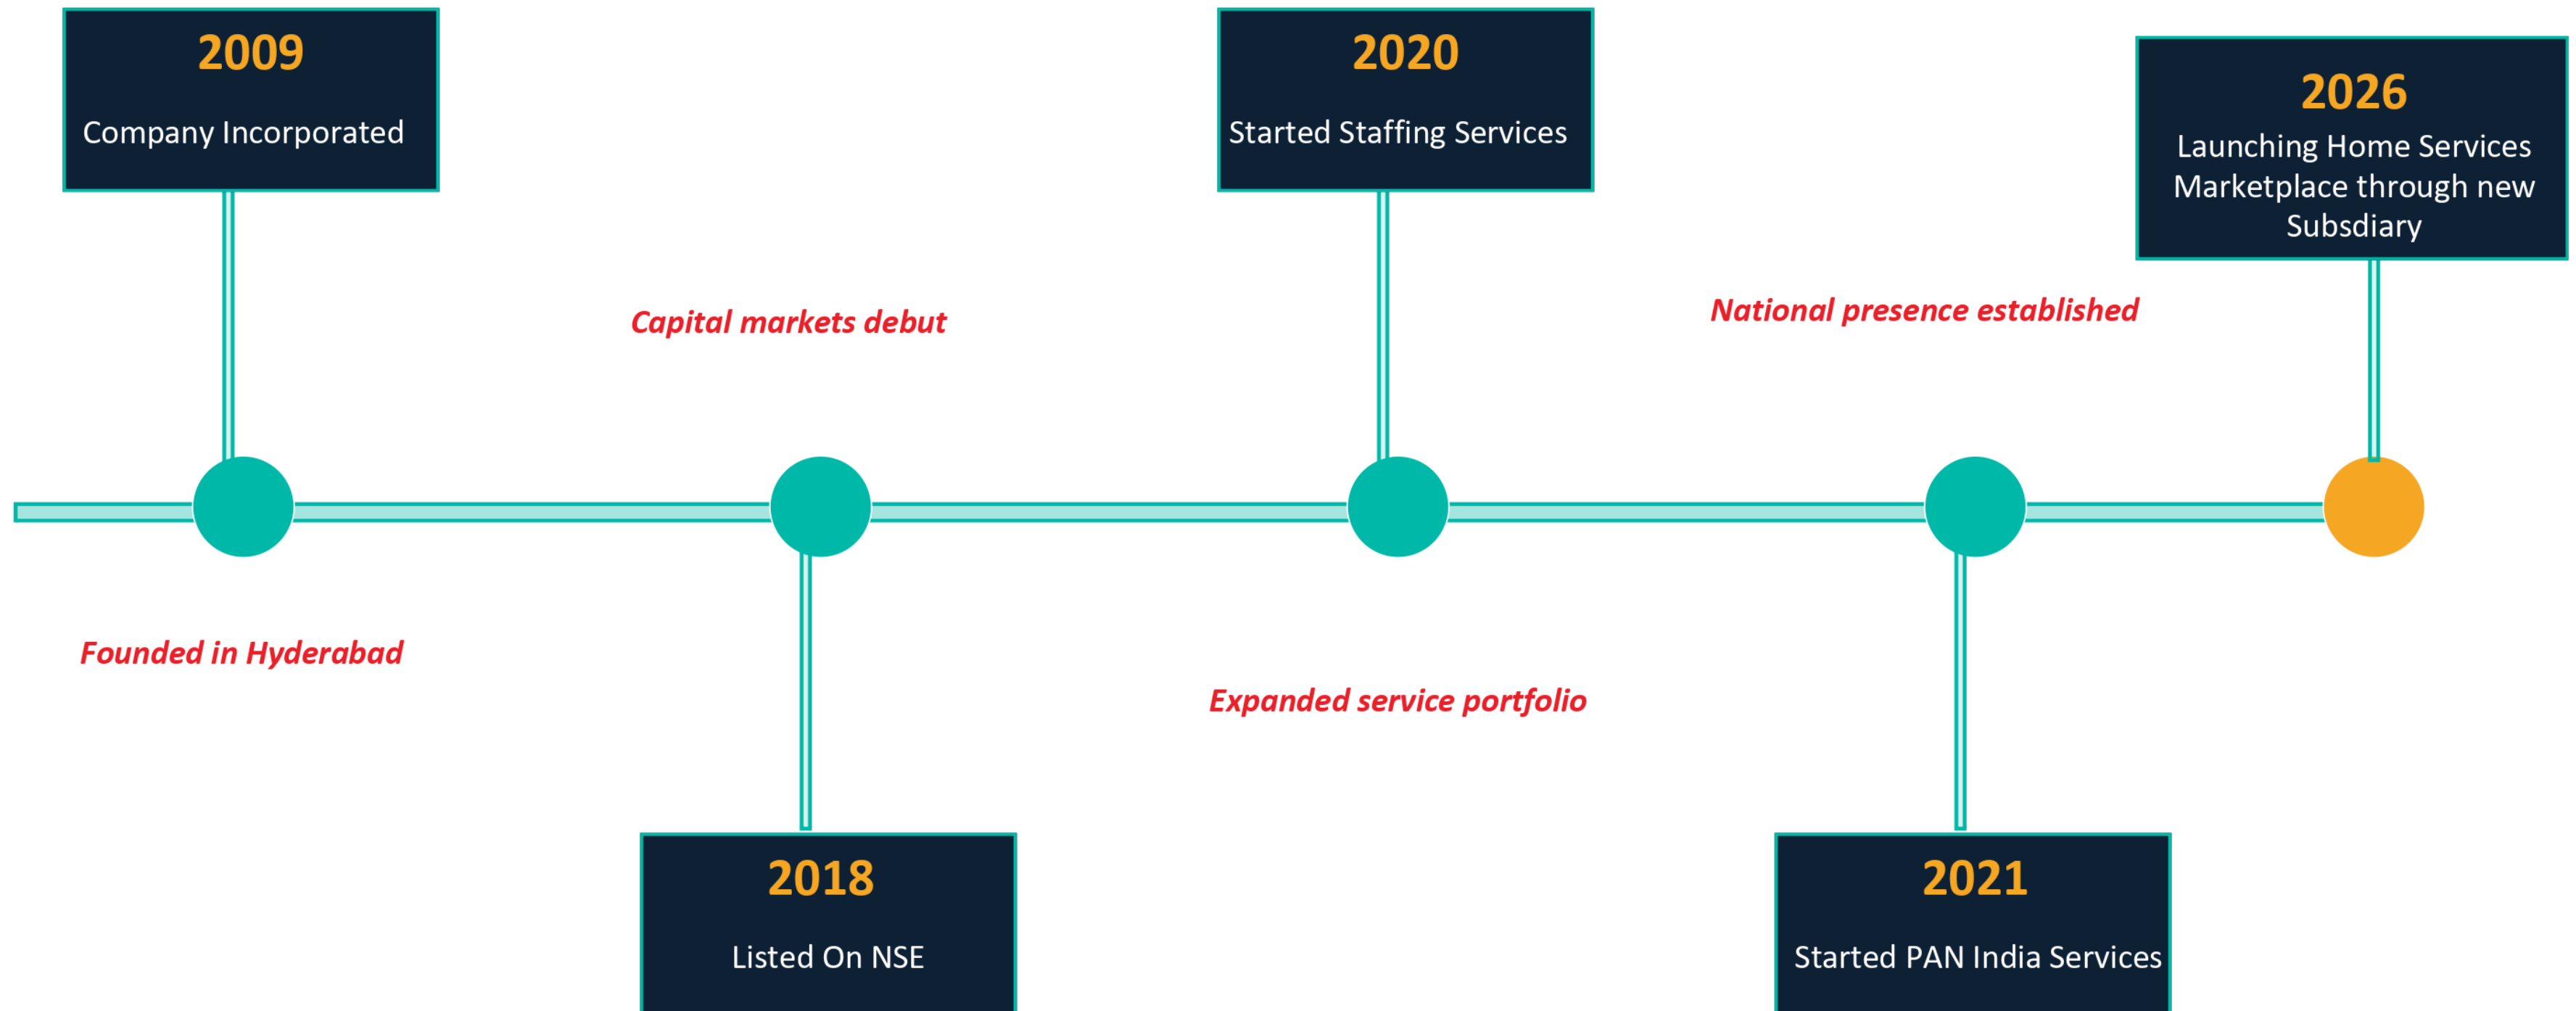 2009
Company Incorporated
Founded in Hyderabad
Capital markets debut
2018
Listed On NSE
2020
Started Staffing Services
Expanded service portfolio
National presence established
2021
Started PAN India Services
2026
Launching Home Services
Marketplace through new
Subsdiary